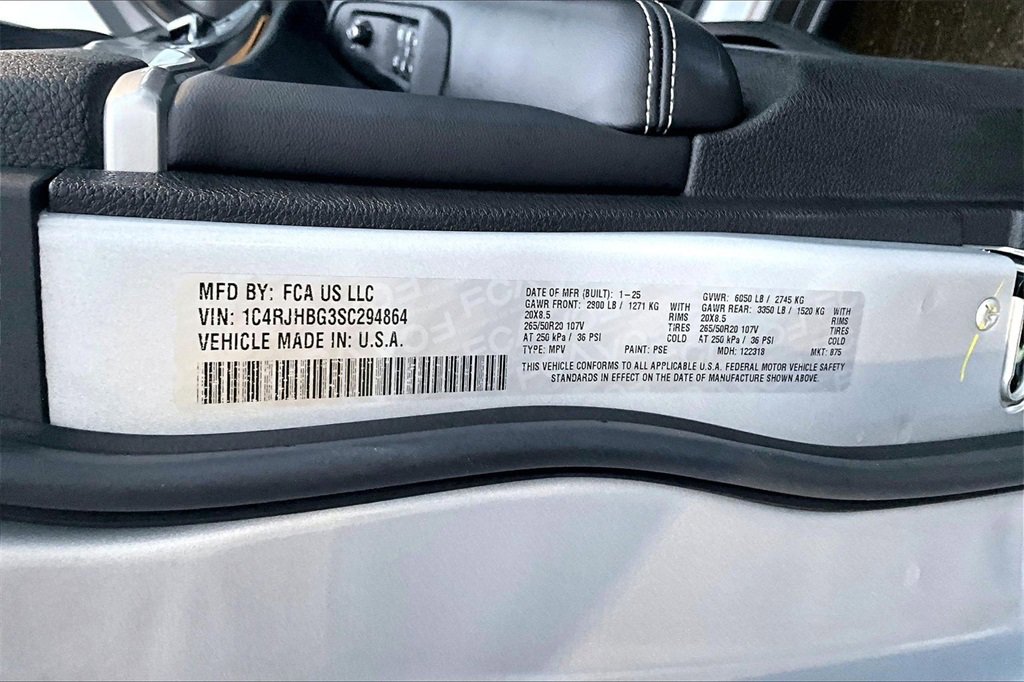 MFD BY: FCA US LLC
VIN: 1C4RJHBG3SC294864
VEHICLE MADE IN: U.S.A.
DATE OF MFR (BUILT): 1-25 GVWR: 6050 LB / 2745 KG
GAWR FRONT: 2800 LB / 1271 KG WITH GAWR REAR: 3350 LB / 1520 KG WITH
20X8.5 RIMS 20X8.5 RIMS
265/50R20 107V TIRES 265/50R20 107V TIRES
AT 250 kPa / 36 PSI COLD AT 250 kPa / 36 PSI COLD
TYPE: MPV PAINT: PSE MDH: 122318 MKT: 875
THIS VEHICLE CONFORMS TO ALL APPLICABLE U.S.A. FEDERAL MOTOR VEHICLE SAFETY
STANDARDS IN EFFECT ON THE DATE OF MANUFACTURE SHOWN ABOVE.